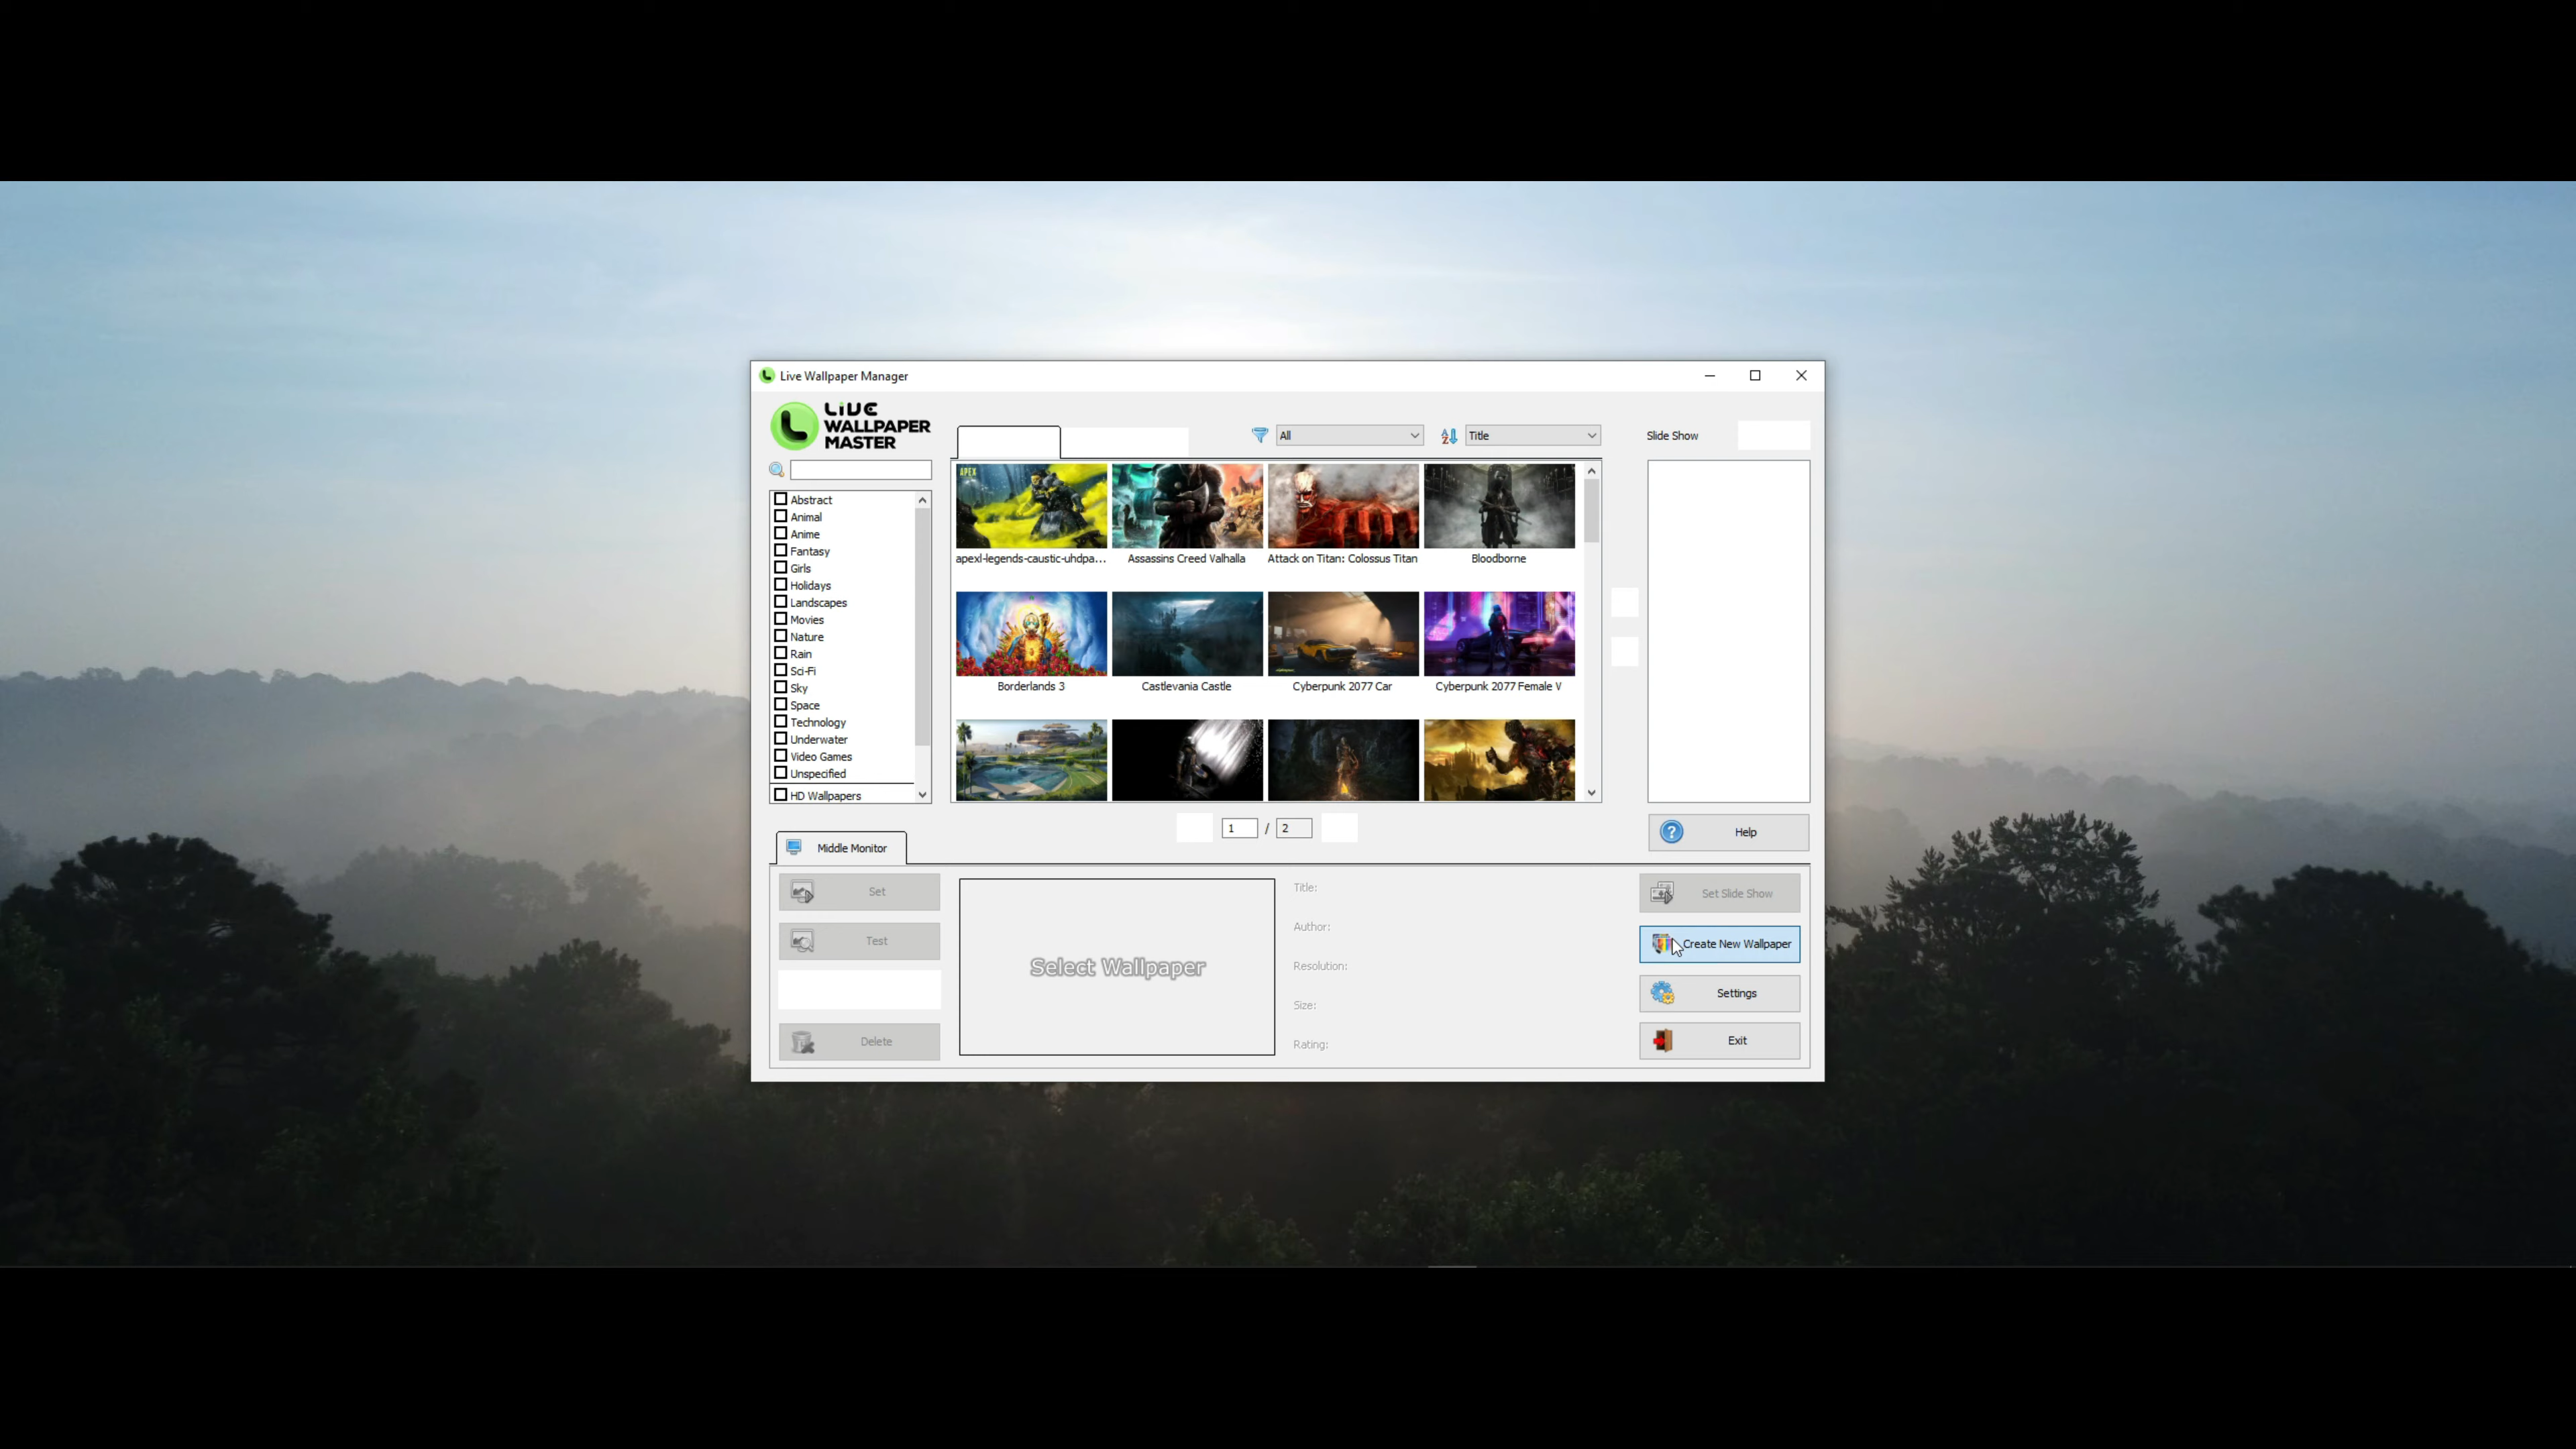 Live Wallpaper Manager
LIVE
WALLPAPER
MASTER
All
Title
Slide Show
Abstract
Animal
Anime
Fantasy
Girls
Holidays
Landscapes
Movies
Nature
Rain
Sci-Fi
Sky
Space
Technology
Underwater
Video Games
Unspecified
HD Wallpapers
APEX
apexl-legends-caustic-uhdpa...
Assassins Creed Valhalla
Attack on Titan: Colossus Titan
Bloodborne
Borderlands 3
Castlevania Castle
Cyberpunk 2077 Car
Cyberpunk 2077 Female V
1 / 2
Help
Middle Monitor
Set
Test
Delete
Select Wallpaper
Title:
Author:
Resolution:
Size:
Rating:
Set Slide Show
Create New Wallpaper
Settings
Exit